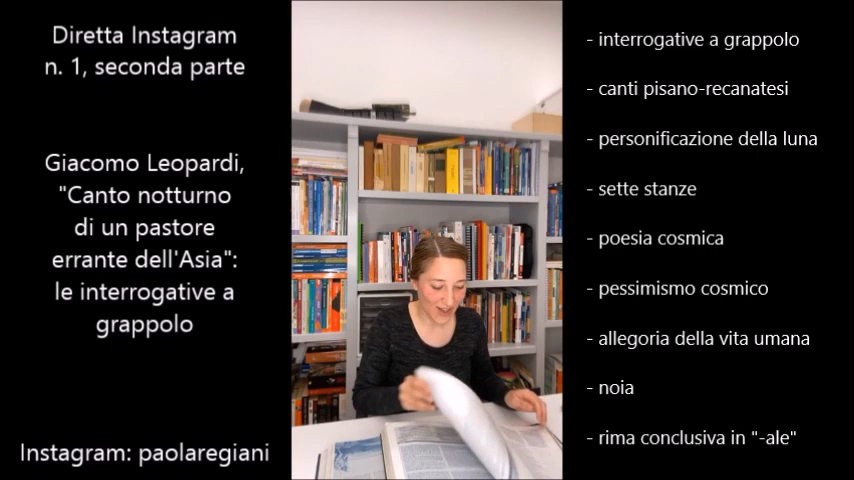 Diretta Instagram
n. 1, seconda parte
Giacomo Leopardi,
"Canto notturno
di un pastore
errante dell'Asia":
le interrogative a
grappolo
Instagram: paolaregiani
- interrogative a grappolo
- canti pisano-recanatesi
- personificazione della luna
- sette stanze
- poesia cosmica
- pessimismo cosmico
- allegoria della vita umana
- noia
- rima conclusiva in "-ale"